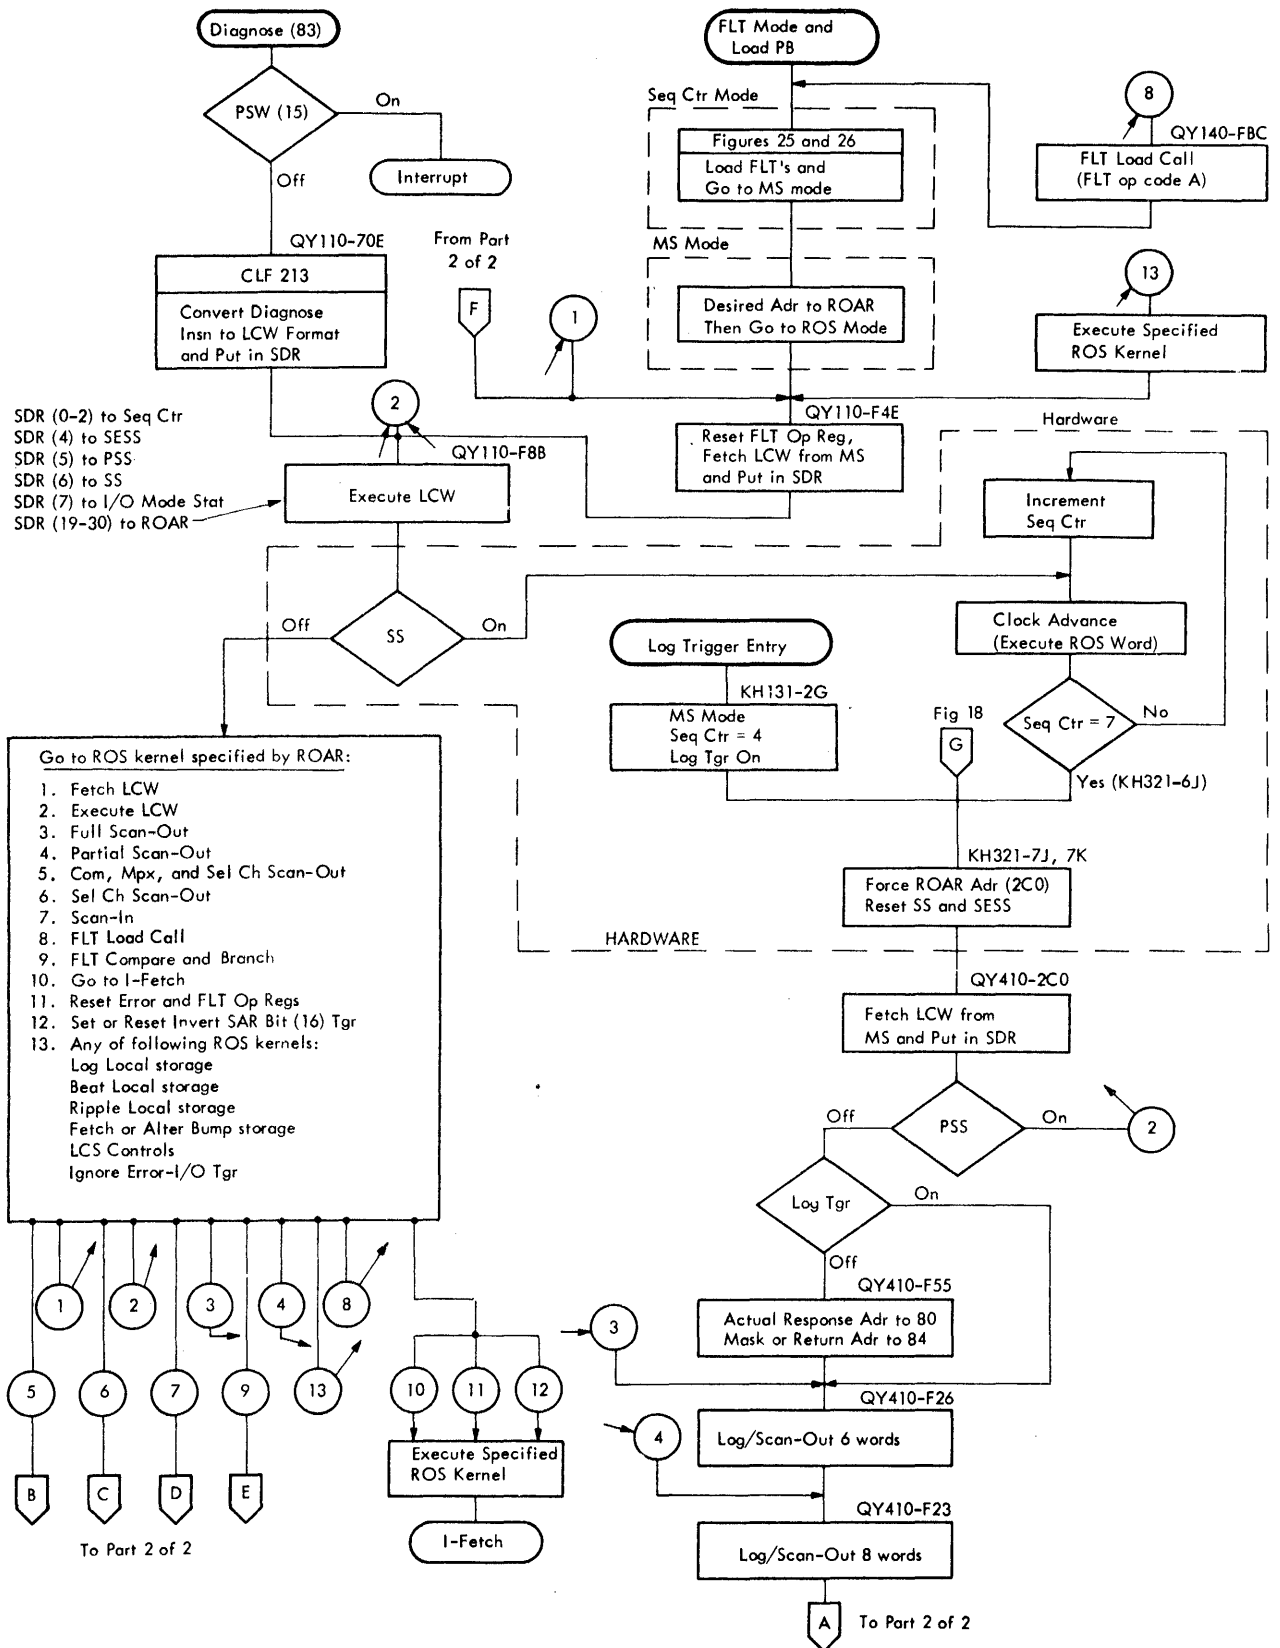 Diagnose (83)
PSW (15)
On
Interrupt
Off
QY110-70E
CLF 213
Convert Diagnose
Insn to LCW Format
and Put in SDR
SDR (0-2) to Seq Ctr
SDR (4) to SESS
SDR (5) to PSS
SDR (6) to SS
SDR (7) to I/O Mode Stat
SDR (19-30) to ROAR
2
QY110-F8B
Execute LCW
From Part
2 of 2
F
1
FLT Mode and
Load PB
Seq Ctr Mode
Figures 25 and 26
Load FLT's and
Go to MS mode
MS Mode
Desired Adr to ROAR
Then Go to ROS Mode
8
QY140-FBC
FLT Load Call
(FLT op code A)
13
Execute Specified
ROS Kernel
QY110-F4E
Reset FLT Op Reg,
Fetch LCW from MS
and Put in SDR
Hardware
Increment
Seq Ctr
Off
SS
On
Clock Advance
(Execute ROS Word)
Log Trigger Entry
KH131-2G
MS Mode
Seq Ctr = 4
Log Tgr On
Fig 18
G
Seq Ctr = 7
No
Yes (KH321-6J)
KH321-7J, 7K
Force ROAR Adr (2C0)
Reset SS and SESS
HARDWARE
Go to ROS kernel specified by ROAR:
1. Fetch LCW
2. Execute LCW
3. Full Scan-Out
4. Partial Scan-Out
5. Com, Mpx, and Sel Ch Scan-Out
6. Sel Ch Scan-Out
7. Scan-In
8. FLT Load Call
9. FLT Compare and Branch
10. Go to I-Fetch
11. Reset Error and FLT Op Regs
12. Set or Reset Invert SAR Bit (16) Tgr
13. Any of following ROS kernels:
Log Local storage
Beat Local storage
Ripple Local storage
Fetch or Alter Bump storage
LCS Controls
Ignore Error-I/O Tgr
QY410-2C0
Fetch LCW from
MS and Put in SDR
Off
PSS
On
2
Log Tgr
On
Off
QY410-F55
Actual Response Adr to 80
Mask or Return Adr to 84
1
2
3
4
8
3
5
6
7
9
13
10
11
12
QY410-F26
Log/Scan-Out 6 words
4
Execute Specified
ROS Kernel
B
C
D
E
QY410-F23
Log/Scan-Out 8 words
I-Fetch
To Part 2 of 2
A
To Part 2 of 2